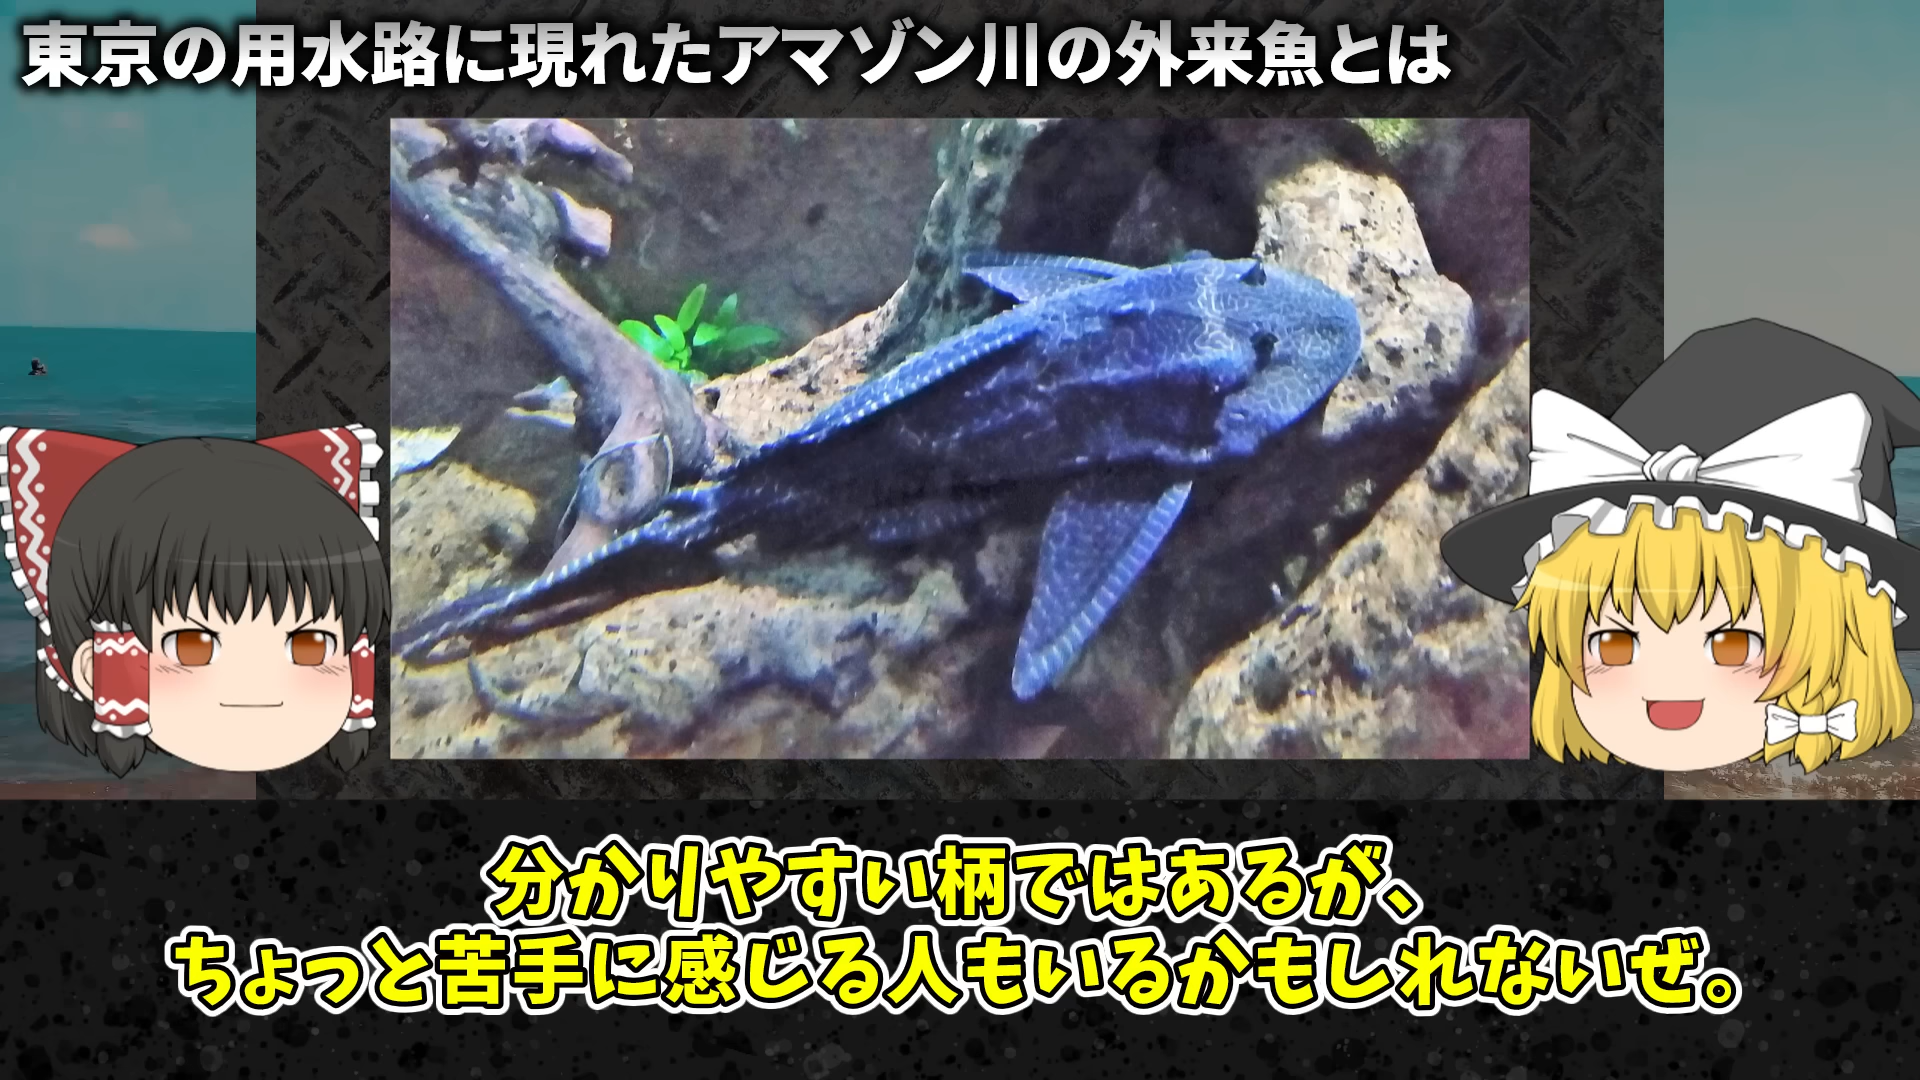 東京の用水路に現れたアマゾン川の外来魚とは
分かりやすい柄ではあるが、
ちょっと苦手に感じる人もいるかもしれないぜ。